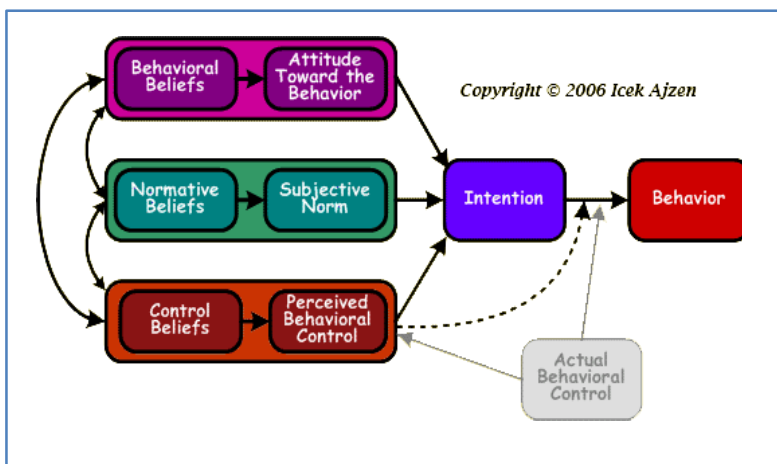 Behavioral
Beliefs
Attitude
Toward the
Behavior
Copyright © 2006 Icek Ajzen
Normative
Beliefs
Subjective
Norm
Intention
Behavior
Control
Beliefs
Perceived
Behavioral
Control
Actual
Behavioral
Control